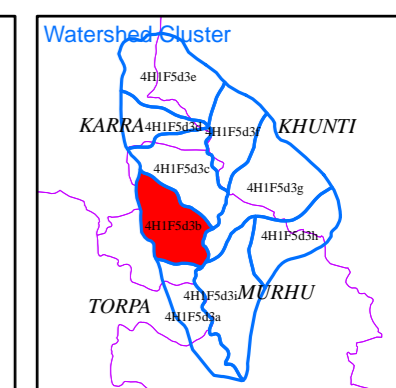 Watershed Cluster
4H1F5d3e
KARRA
4H1F5d3d
4H1F5d3f
KHUNTI
4H1F5d3c
4H1F5d3g
4H1F5d3b
4H1F5d3h
4H1F5d3i
MURHU
TORPA
4H1F5d3a